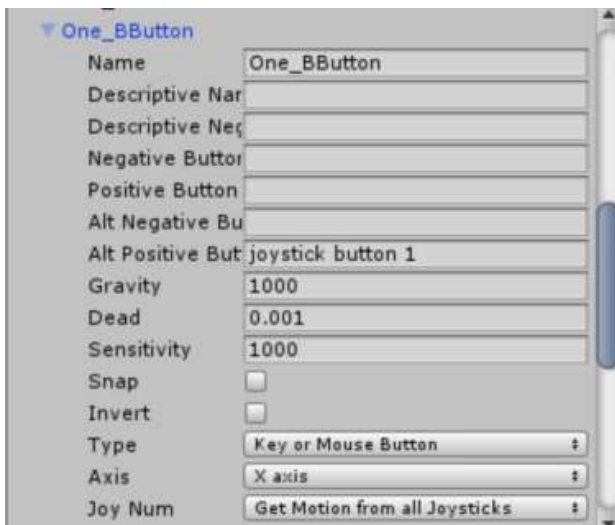 One_BButton
Name One_BButton
Descriptive Nar
Descriptive Neg
Negative Buttor
Positive Button
Alt Negative Bu
Alt Positive But joystick button 1
Gravity 1000
Dead 0.001
Sensitivity 1000
Snap
Invert
Type Key or Mouse Button
Axis X axis
Joy Num Get Motion from all Joysticks